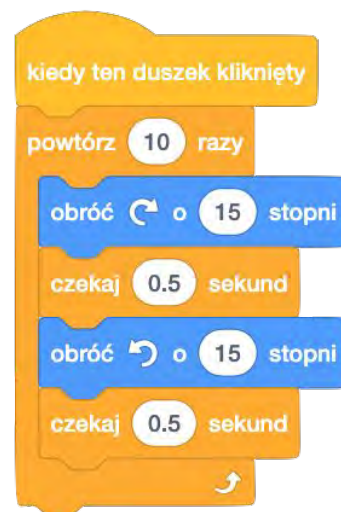 kiedy ten duszek kliknięty
powtórz 10 razy
obróć o 15 stopni
czekaj 0.5 sekund
obróć o 15 stopni
czekaj 0.5 sekund